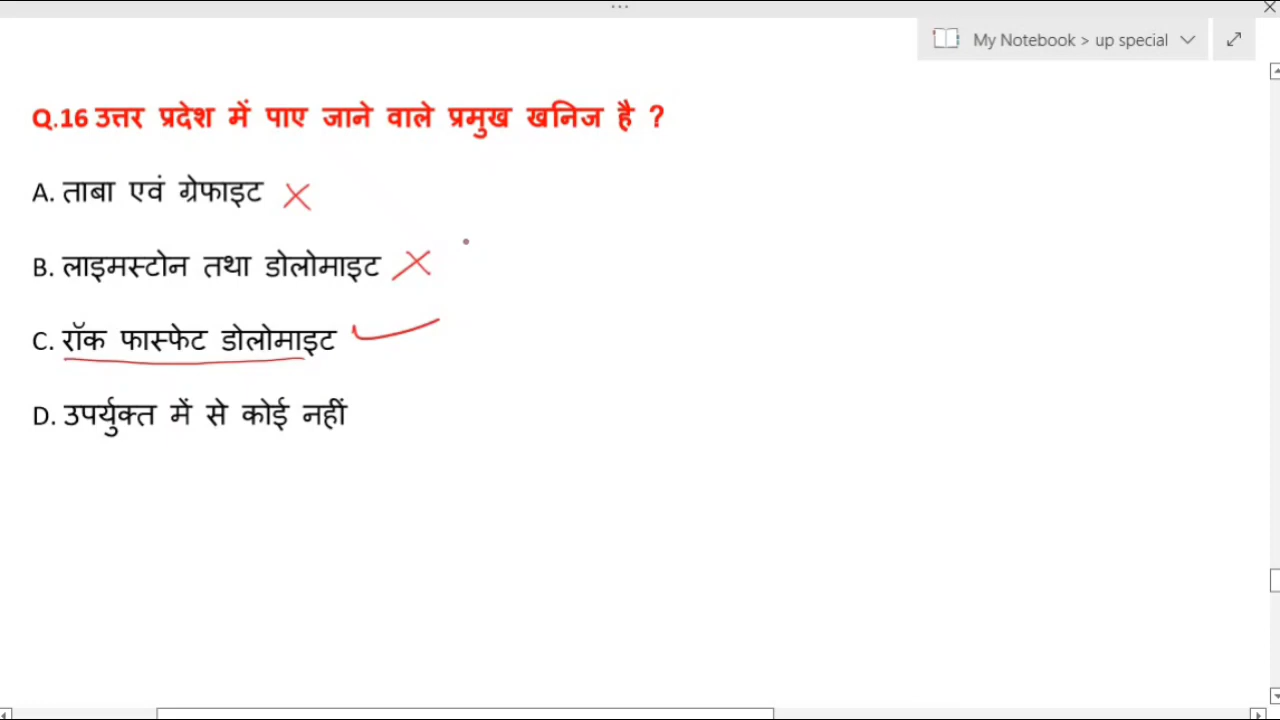 My Notebook > up special
Q.16 उत्तर प्रदेश में पाए जाने वाले प्रमुख खनिज है ?
A. ताबा एवं ग्रेफाइट
B. लाइमस्टोन तथा डोलोमाइट
C. रॉक फास्फेट डोलोमाइट
D. उपर्युक्त में से कोई नहीं